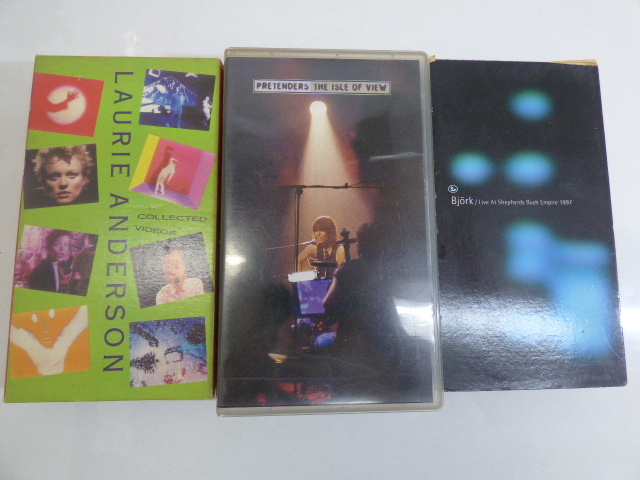 LAURIE ANDERSON
COLLECTED
VIDEOS
PRETENDERS THE ISLE OF VIEW
Björk / Live At Shepherds Bush Empire 1997